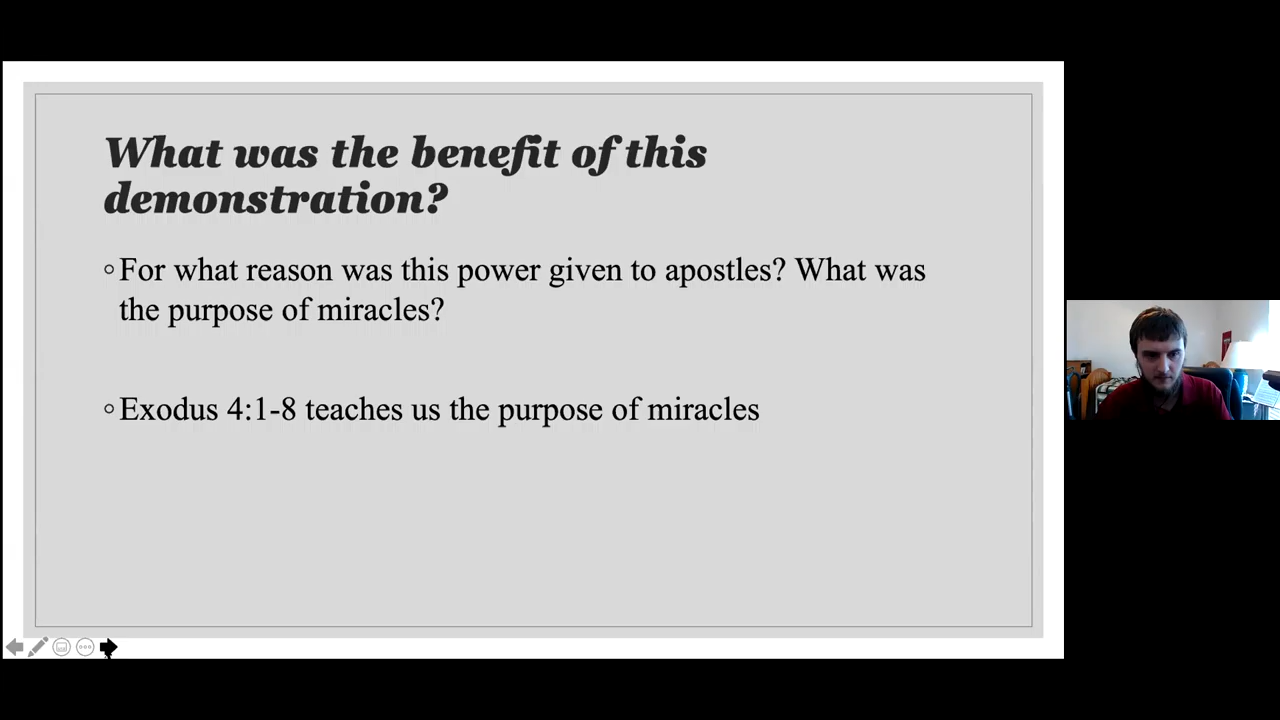 What was the benefit of this
demonstration?
◦For what reason was this power given to apostles? What was
the purpose of miracles?
◦Exodus 4:1-8 teaches us the purpose of miracles